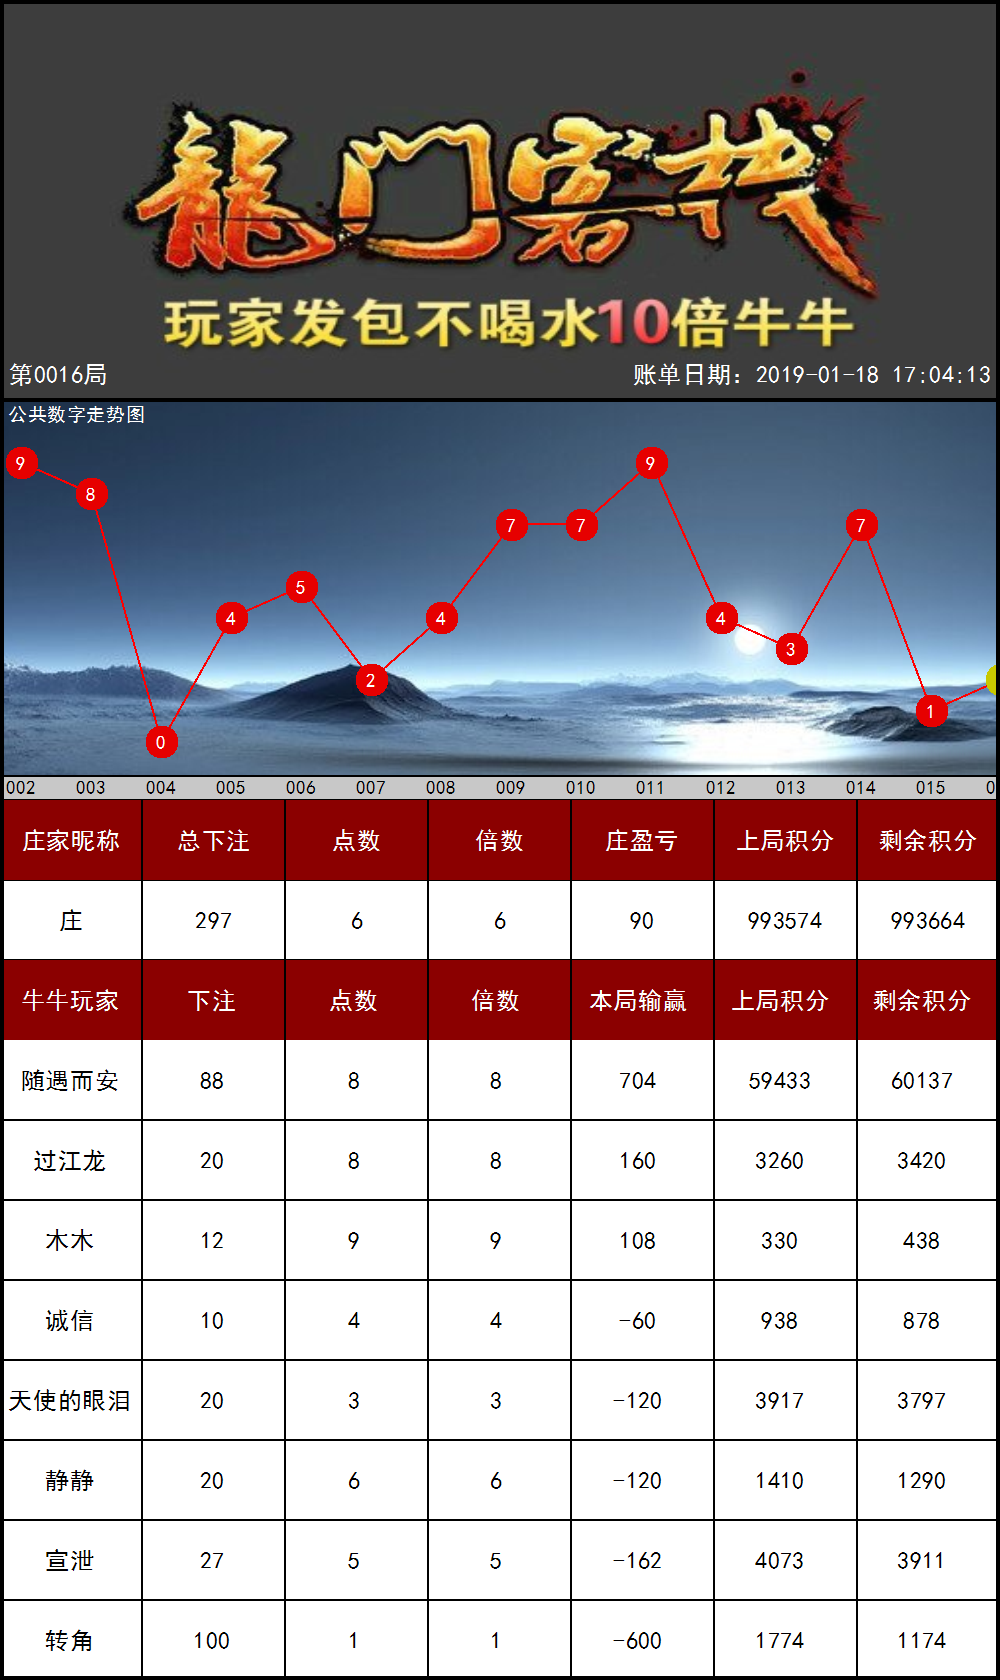 龍门客栈
玩家发包不喝水10倍牛牛
第0016局 账单日期：2019-01-18 17:04:13
公共数字走势图
9 8 0 4 5 2 4 7 7 9 4 3 7 1
002 003 004 005 006 007 008 009 010 011 012 013 014 015 0
庄家昵称 总下注 点数 倍数 庄盈亏 上局积分 剩余积分
庄 297 6 6 90 993574 993664
牛牛玩家 下注 点数 倍数 本局输赢 上局积分 剩余积分
随遇而安 88 8 8 704 59433 60137
过江龙 20 8 8 160 3260 3420
木木 12 9 9 108 330 438
诚信 10 4 4 -60 938 878
天使的眼泪 20 3 3 -120 3917 3797
静静 20 6 6 -120 1410 1290
宣泄 27 5 5 -162 4073 3911
转角 100 1 1 -600 1774 1174